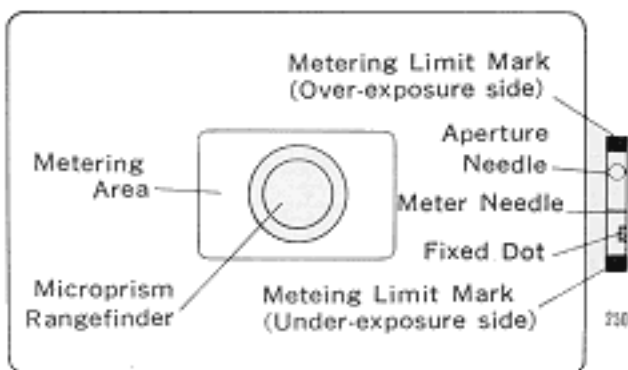 Metering Limit Mark
(Over-exposure side)
Aperture
Needle
Metering
Area
Meter Needle
Fixed Dot
Microprism
Rangefinder
Meteing Limit Mark
(Under-exposure side)
250